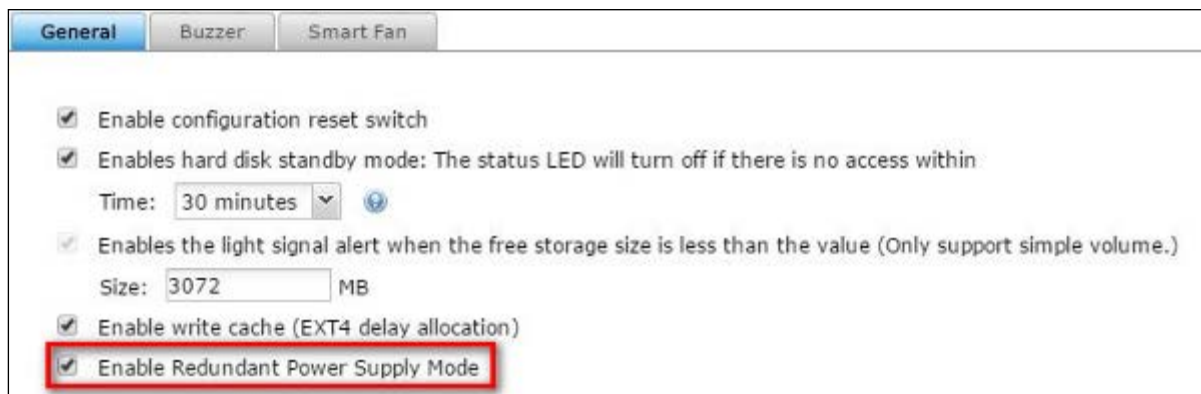 General Buzzer Smart Fan
Enable configuration reset switch
Enables hard disk standby mode: The status LED will turn off if there is no access within
Time: 30 minutes
Enables the light signal alert when the free storage size is less than the value (Only support simple volume.)
Size: 3072 MB
Enable write cache (EXT4 delay allocation)
Enable Redundant Power Supply Mode